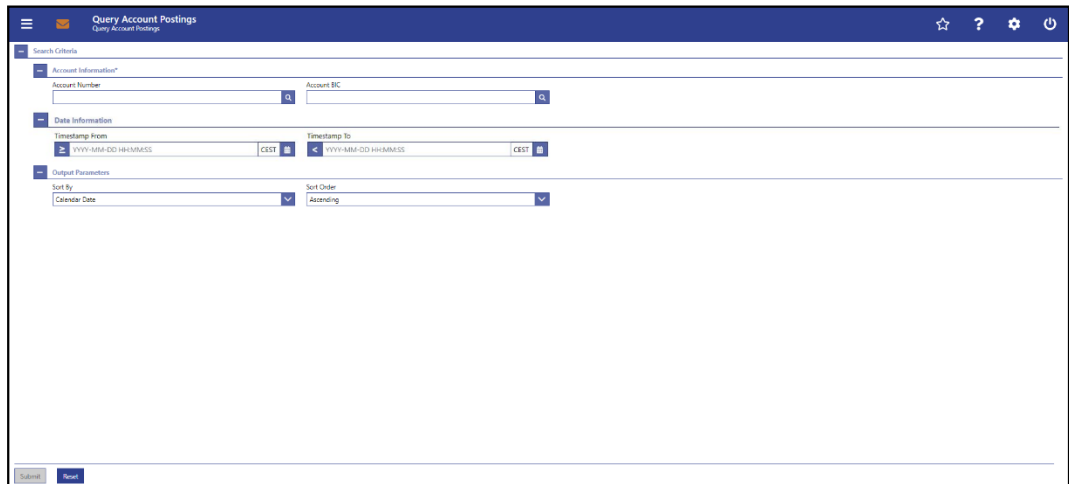 Query Account Postings
Query Account Postings
?
Search Criteria
Account Information*
Account Number Account BIC
Date Information
Timestamp From Timestamp To
≥ YYYY-MM-DD HH:MM:SS CEST < YYYY-MM-DD HH:MM:SS CEST
Output Parameters
Sort By Sort Order
Calendar Date Ascending
Submit Reset